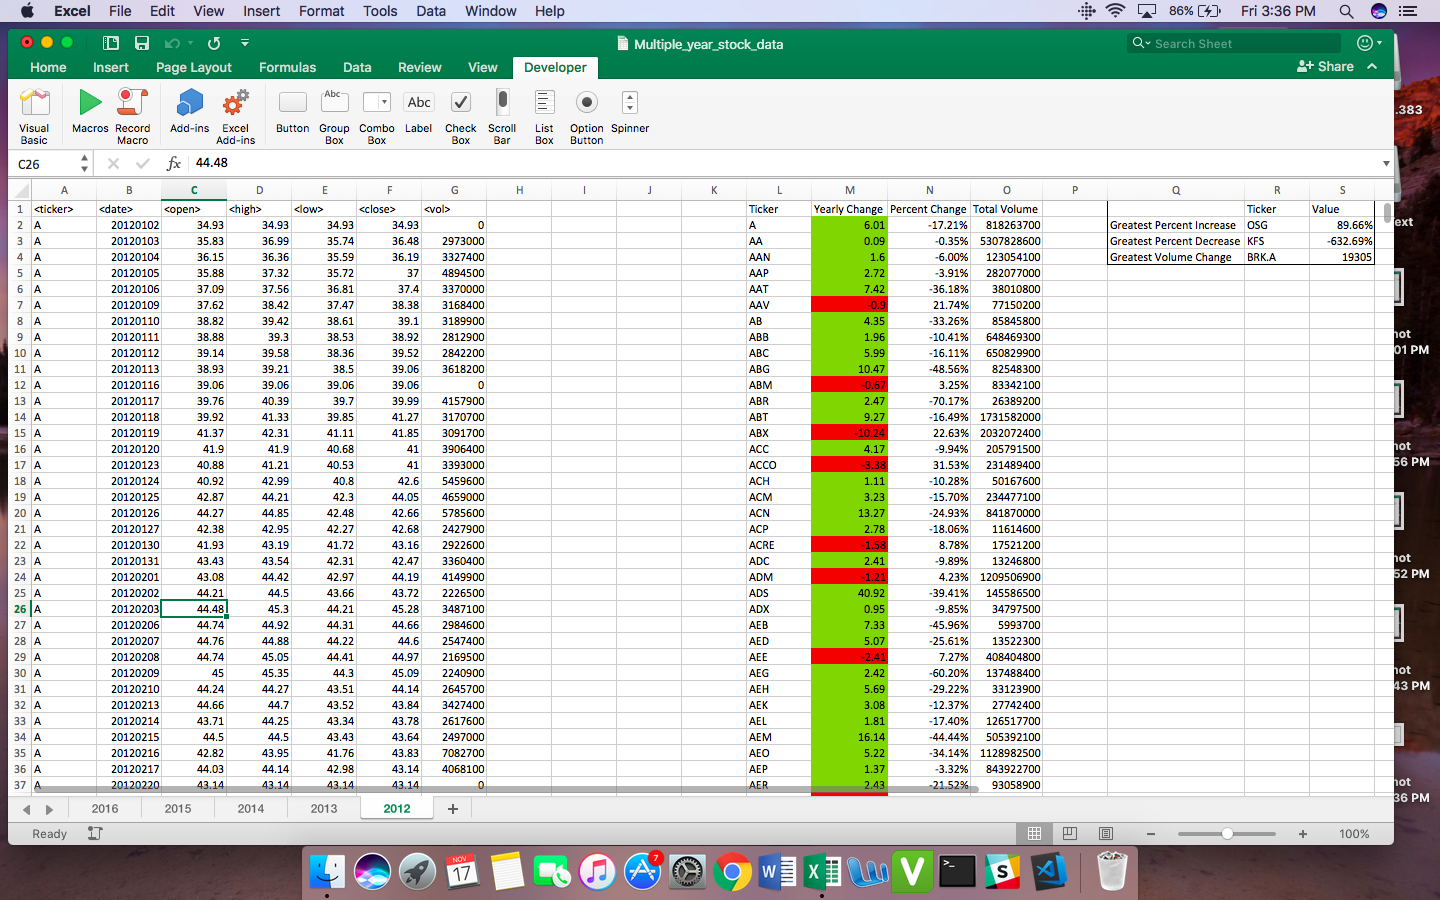 Excel File Edit View Insert Format Tools Data Window Help 86% Fri 3:36 PM
Multiple_year_stock_data
Search Sheet
Home Insert Page Layout Formulas Data Review View Developer Share
Visual Basic Macros Record Macro Add-ins Excel Add-ins Button Group Box Combo Box Label Check Box Scroll Bar List Box Option Button Spinner
Abc Abc
C26 fx 44.48
A B C D E F G H I J K L M N O P Q R S
1 <ticker> <date> <open> <high> <low> <close> <vol> Ticker Yearly Change Percent Change Total Volume Ticker Value
2 A 20120102 34.93 34.93 34.93 34.93 0 A 6.01 -17.21% 818263700 Greatest Percent Increase OSG 89.66%
3 A 20120103 35.83 36.99 35.74 36.48 2973000 AA 0.09 -0.35% 5307828600 Greatest Percent Decrease KFS -632.69%
4 A 20120104 36.15 36.36 35.59 36.19 3327400 AAN 1.6 -6.00% 123054100 Greatest Volume Change BRK.A 19305
5 A 20120105 35.88 37.32 35.72 37 4894500 AAP 2.72 -3.91% 282077000
6 A 20120106 37.09 37.56 36.81 37.4 3370000 AAT 7.42 -36.18% 38010800
7 A 20120109 37.62 38.42 37.47 38.38 3168400 AAV -0.9 21.74% 77150200
8 A 20120110 38.82 39.42 38.61 39.1 3189900 AB 4.35 -33.26% 85845800
9 A 20120111 38.88 39.3 38.53 38.92 2812900 ABB 1.96 -10.41% 648469300
10 A 20120112 39.14 39.58 38.36 39.52 2842200 ABC 5.99 -16.11% 650829900
11 A 20120113 38.93 39.21 38.5 39.06 3618200 ABG 10.47 -48.56% 82548300
12 A 20120116 39.06 39.06 39.06 39.06 0 ABM -0.67 3.25% 83342100
13 A 20120117 39.76 40.39 39.7 39.99 4157900 ABR 2.47 -70.17% 26389200
14 A 20120118 39.92 41.33 39.85 41.27 3170700 ABT 9.27 -16.49% 1731582000
15 A 20120119 41.37 42.31 41.11 41.85 3091700 ABX -10.24 22.63% 2032072400
16 A 20120120 41.9 41.9 40.68 41 3906400 ACC 4.17 -9.94% 205791500
17 A 20120123 40.88 41.21 40.53 41 3393000 ACCO -3.38 31.53% 231489400
18 A 20120124 40.92 42.99 40.8 42.6 5459600 ACH 1.11 -10.28% 50167600
19 A 20120125 42.87 44.21 42.3 44.05 4659000 ACM 3.23 -15.70% 234477100
20 A 20120126 44.27 44.85 42.48 42.66 5785600 ACN 13.27 -24.93% 841870000
21 A 20120127 42.38 42.95 42.27 42.68 2427900 ACP 2.78 -18.06% 11614600
22 A 20120130 41.93 43.19 41.72 43.16 2922600 ACRE -1.58 8.78% 17521200
23 A 20120131 43.43 43.54 42.31 42.47 3360400 ADC 2.41 -9.89% 13246800
24 A 20120201 43.08 44.42 42.97 44.19 4149900 ADM -1.21 4.23% 1209506900
25 A 20120202 44.21 44.5 43.66 43.72 2226500 ADS 40.92 -39.41% 145586500
26 A 20120203 44.48 45.3 44.21 45.28 3487100 ADX 0.95 -9.85% 34797500
27 A 20120206 44.74 44.92 44.31 44.66 2984600 AEB 7.33 -45.96% 5993700
28 A 20120207 44.76 44.88 44.22 44.6 2547400 AED 5.07 -25.61% 13522300
29 A 20120208 44.74 45.05 44.41 44.97 2169500 AEE -2.41 7.27% 408404800
30 A 20120209 45 45.35 44.3 45.09 2240900 AEG 2.42 -60.20% 137488400
31 A 20120210 44.24 44.27 43.51 44.14 2645700 AEH 5.69 -29.22% 33123900
32 A 20120213 44.66 44.7 43.52 43.84 3427400 AEK 3.08 -12.37% 27742400
33 A 20120214 43.71 44.25 43.34 43.78 2617600 AEL 1.81 -17.40% 126517700
34 A 20120215 44.5 44.5 43.43 43.64 2497000 AEM 16.14 -44.44% 505392100
35 A 20120216 42.82 43.95 41.76 43.83 7082700 AEO 5.22 -34.14% 1128982500
36 A 20120217 44.03 44.14 42.98 43.14 4068100 AEP 1.37 -3.32% 843922700
37 A 20120220 43.14 43.14 43.14 43.14 0 AER 2.43 -21.52% 93058900
2016 2015 2014 2013 2012 +
Ready 100%
.383
ext
not
01 PM
not
56 PM
not
52 PM
not
43 PM
not
36 PM
NOV 17 7 W X V >_ S